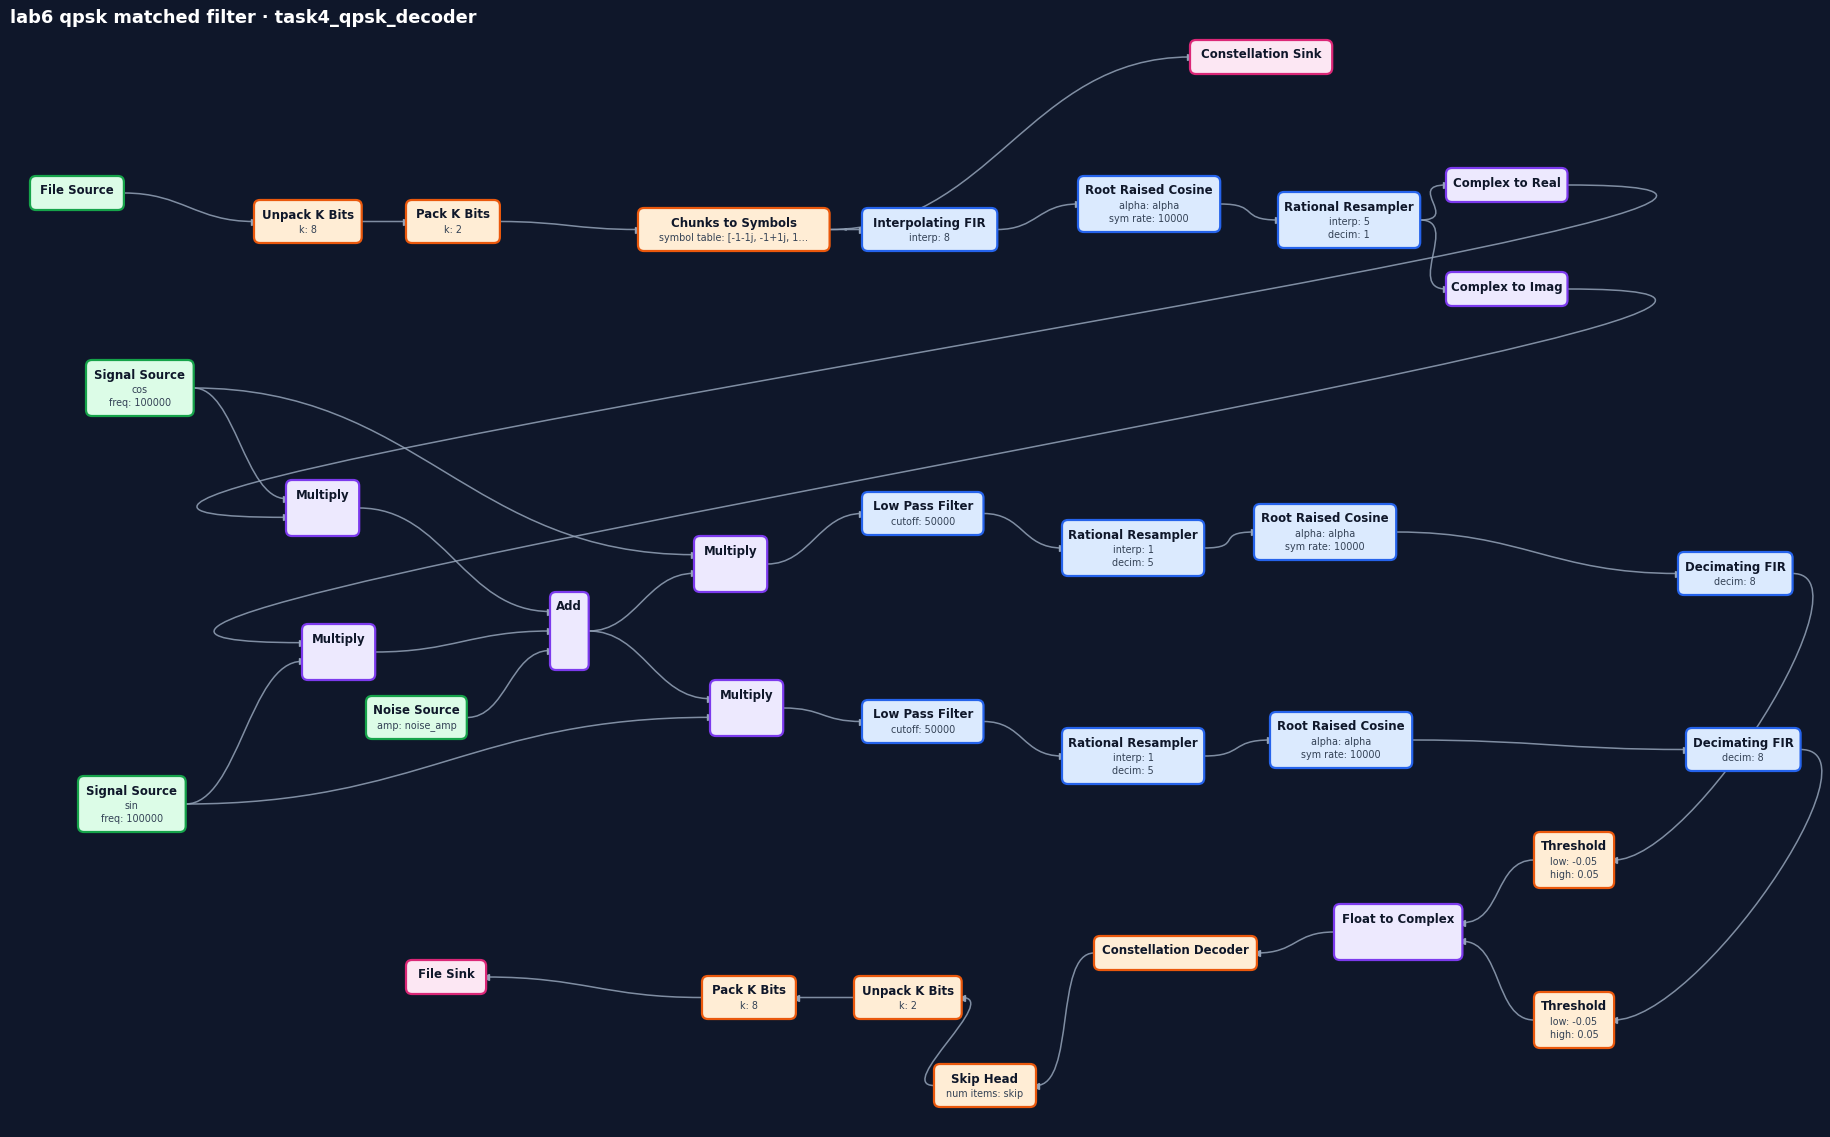 lab6 qpsk matched filter · task4_qpsk_decoder
Constellation Sink
File Source
Unpack K Bits
k: 8
Pack K Bits
k: 2
Chunks to Symbols
symbol table: [-1-1j, -1+1j, 1...
Interpolating FIR
interp: 8
Root Raised Cosine
alpha: alpha
sym rate: 10000
Rational Resampler
interp: 5
decim: 1
Complex to Real
Complex to Imag
Signal Source
cos
freq: 100000
Multiply
Multiply
Low Pass Filter
cutoff: 50000
Rational Resampler
interp: 1
decim: 5
Root Raised Cosine
alpha: alpha
sym rate: 10000
Decimating FIR
decim: 8
Add
Multiply
Noise Source
amp: noise_amp
Multiply
Low Pass Filter
cutoff: 50000
Rational Resampler
interp: 1
decim: 5
Root Raised Cosine
alpha: alpha
sym rate: 10000
Decimating FIR
decim: 8
Signal Source
sin
freq: 100000
Threshold
low: -0.05
high: 0.05
Float to Complex
Constellation Decoder
File Sink
Pack K Bits
k: 8
Unpack K Bits
k: 2
Threshold
low: -0.05
high: 0.05
Skip Head
num items: skip